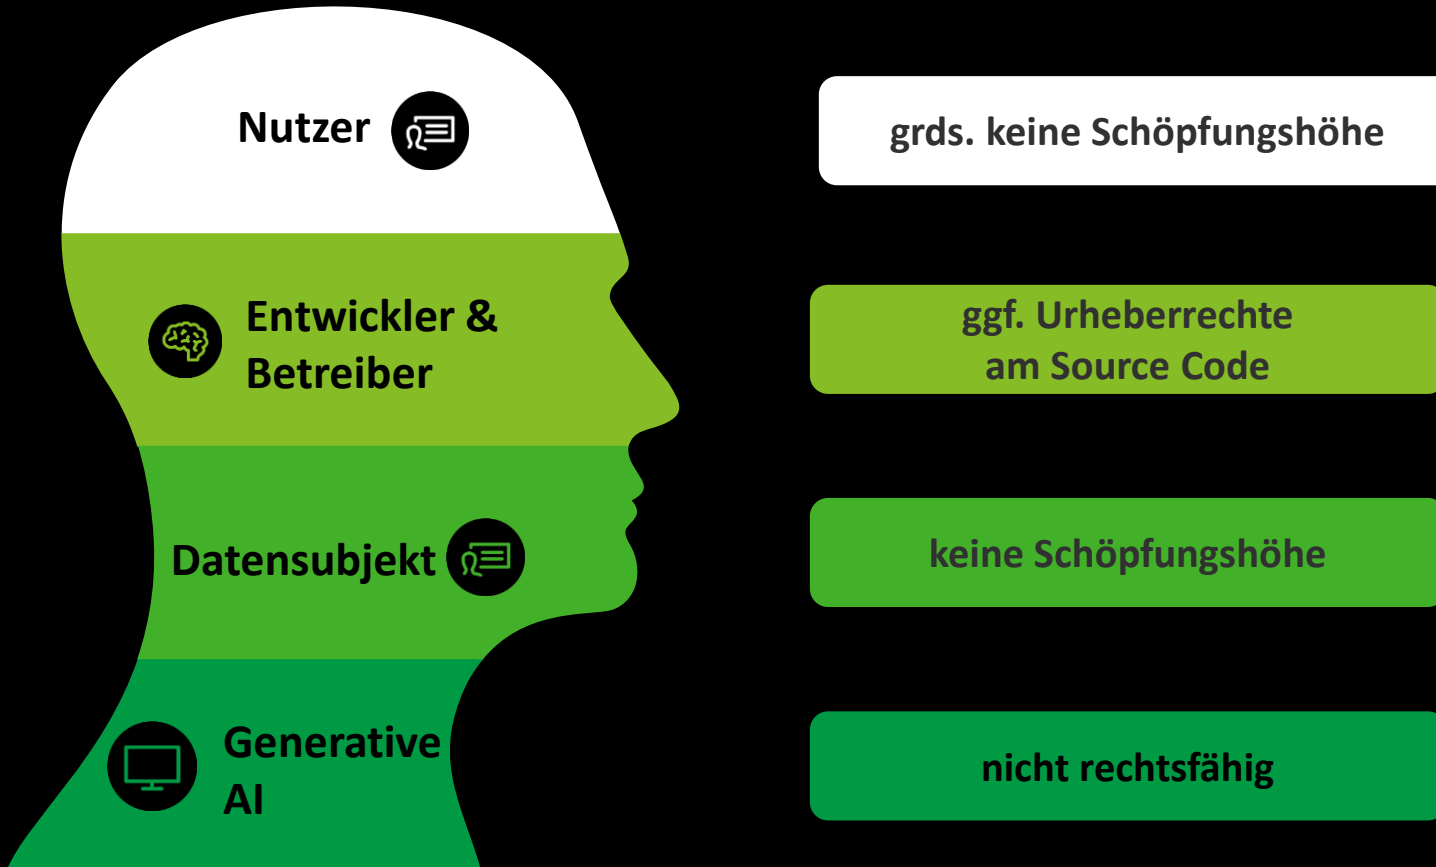 Nutzer
grds. keine Schöpfungshöhe
Entwickler &
Betreiber
ggf. Urheberrechte
am Source Code
Datensubjekt
keine Schöpfungshöhe
Generative
AI
nicht rechtsfähig